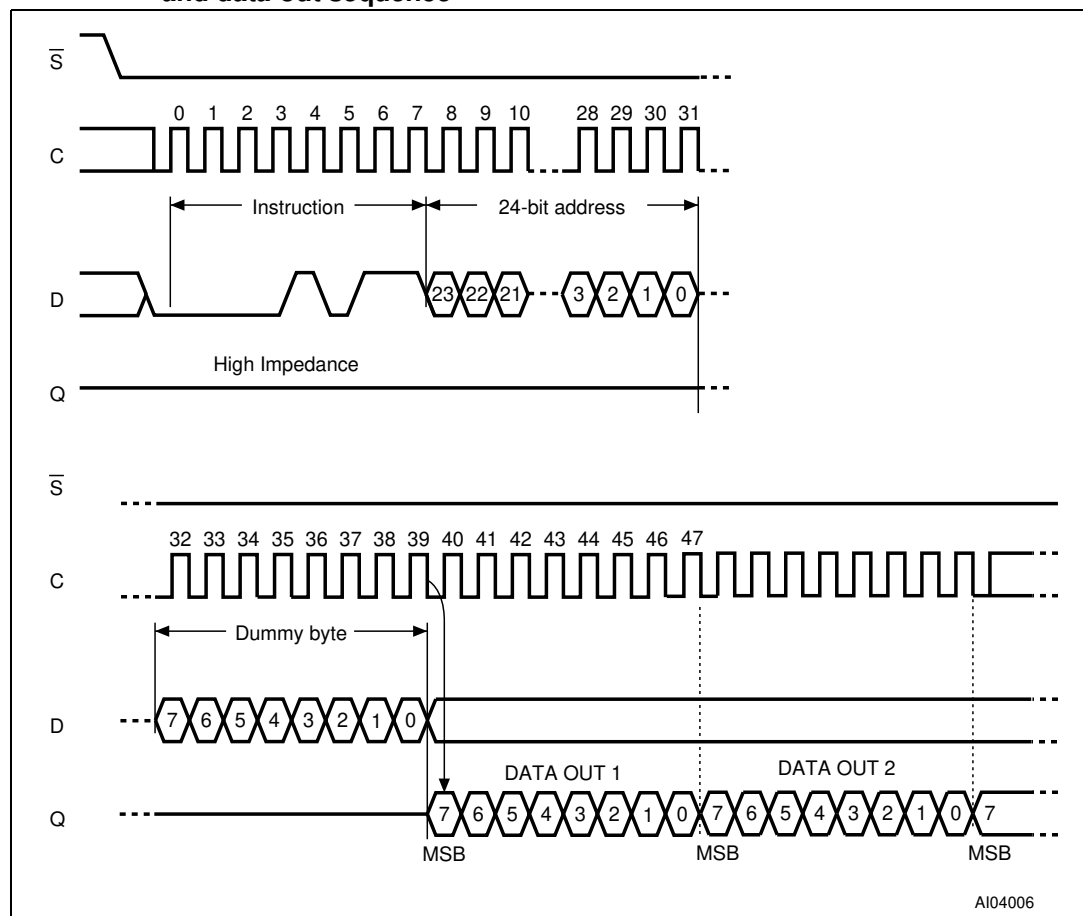 and data-out sequence
S
0 1 2 3 4 5 6 7 8 9 10 28 29 30 31
C
Instruction 24-bit address
D 23 22 21 3 2 1 0
High Impedance
Q
S
32 33 34 35 36 37 38 39 40 41 42 43 44 45 46 47
C
Dummy byte
D 7 6 5 4 3 2 1 0
DATA OUT 1 DATA OUT 2
Q 7 6 5 4 3 2 1 0 7 6 5 4 3 2 1 0 7
MSB MSB MSB
AI04006